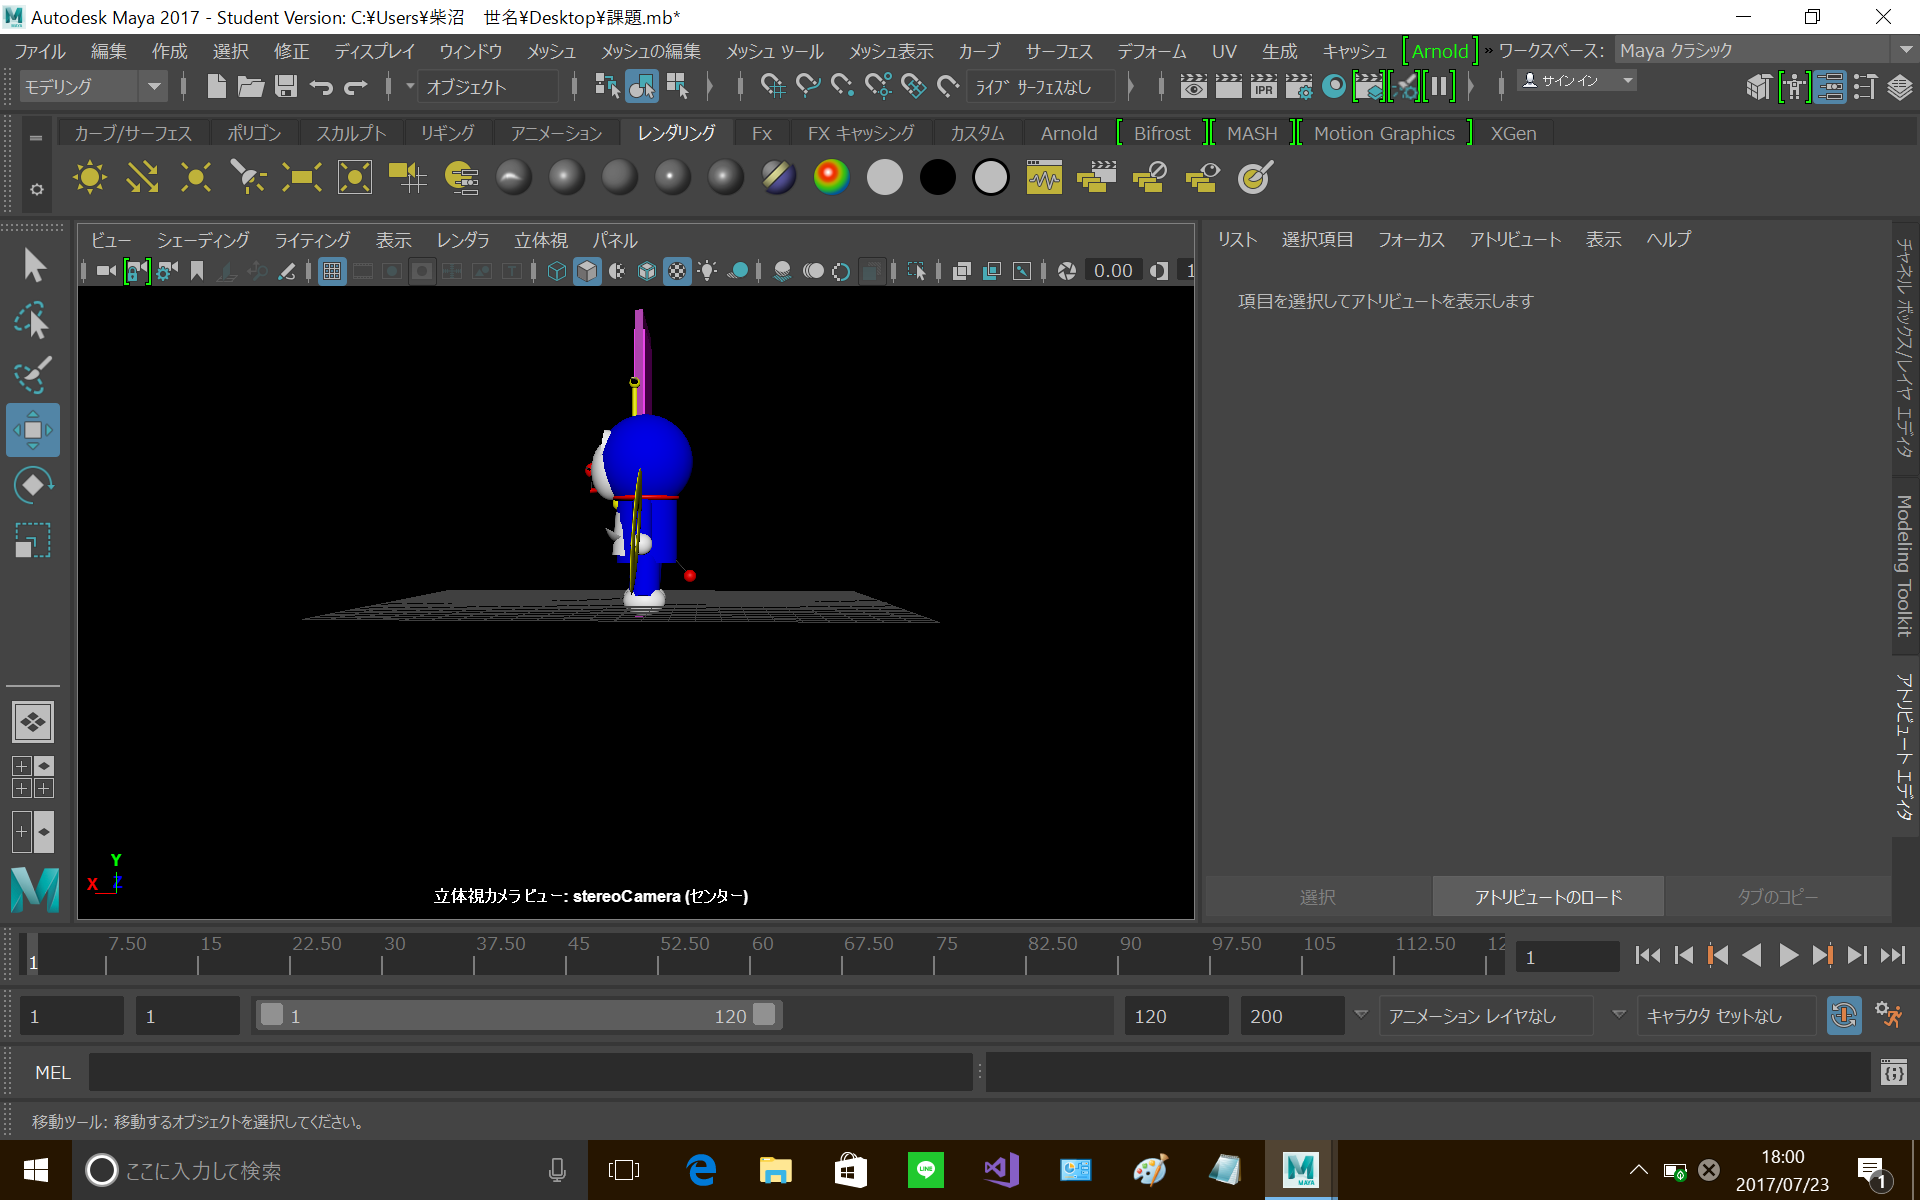 Autodesk Maya 2017 - Student Version: C:¥Users¥柴沼　世名¥Desktop¥課題.mb*
ファイル 編集 作成 選択 修正 ディスプレイ ウィンドウ メッシュ メッシュの編集 メッシュ ツール メッシュ表示 カーブ サーフェス デフォーム UV 生成 キャッシュ Arnold » ワークスペース: Maya クラシック
モデリング オブジェクト ライブ サーフェスなし IPR サイン イン
カーブ/サーフェス ポリゴン スカルプト リギング アニメーション レンダリング Fx FX キャッシング カスタム Arnold Bifrost MASH Motion Graphics XGen
ビュー シェーディング ライティング 表示 レンダラ 立体視 パネル
0.00 1
リスト 選択項目 フォーカス アトリビュート 表示 ヘルプ
項目を選択してアトリビュートを表示します
チャネル ボックス/レイヤ エディタ
Modeling Toolkit
アトリビュート エディタ
Y
X Z
立体視カメラ ビュー: stereoCamera (センター)
選択 アトリビュートのロード タブのコピー
1 7.50 15 22.50 30 37.50 45 52.50 60 67.50 75 82.50 90 97.50 105 112.50 12 1
1 1 1 120 120 200 アニメーション レイヤなし キャラクタ セットなし
MEL
移動ツール: 移動するオブジェクトを選択してください。
ここに入力して検索
LINE
MAYA
18:00
2017/07/23
1